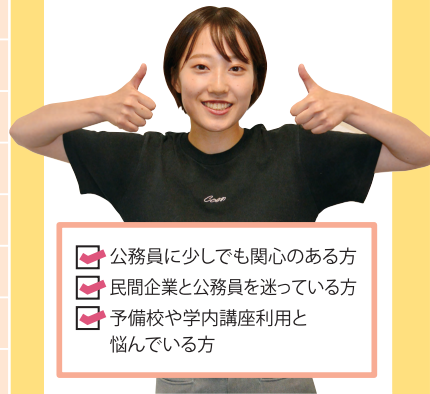 Coen
公務員に少しでも関心のある方
民間企業と公務員を迷っている方
予備校や学内講座利用と
悩んでいる方